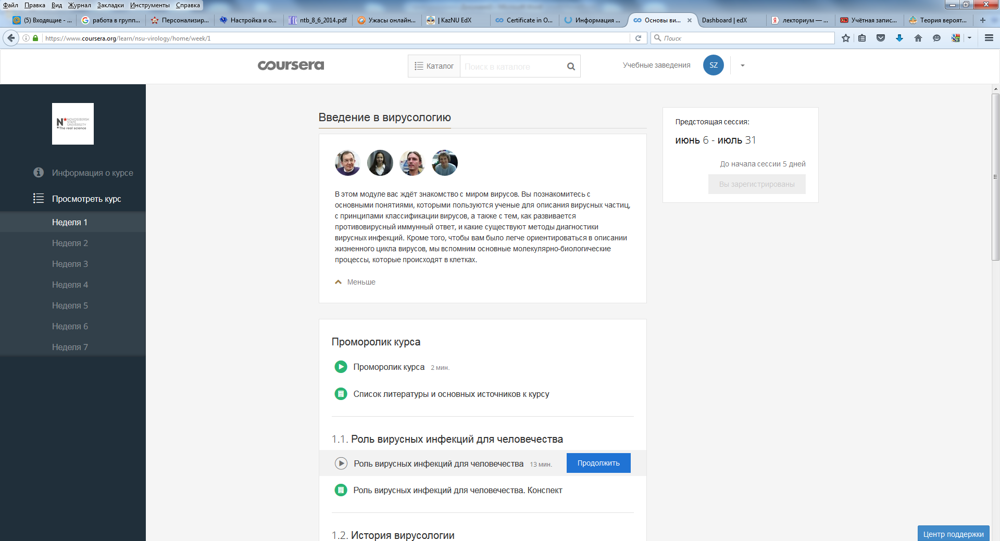 Файл Правка Вид Журнал Закладки Инструменты Справка
(5) Входящие - ... работа в групп... Персонализир... Настройка и о... ntb_8_6_2014.pdf Ужасы онлайн... | KazNU EdX Certificate in O... Информация ... Основы ви... Dashboard | edX лекториум — ... Учётная запис... Теория вероят...
https://www.coursera.org/learn/nsu-virology/home/week/1 Поиск
coursera Каталог Поиск в каталоге Учебные заведения SZ
N* NOVOSIBIRSK
STATE
UNIVERSITY
*The real science
Информация о курсе
Просмотреть курс
Неделя 1
Неделя 2
Неделя 3
Неделя 4
Неделя 5
Неделя 6
Неделя 7
Введение в вирусологию
В этом модуле вас ждёт знакомство с миром вирусов. Вы познакомитесь с
основными понятиями, которыми пользуются ученые для описания вирусных частиц,
с принципами классификации вирусов, а также с тем, как развивается
противовирусный иммунный ответ, и какие существуют методы диагностики
вирусных инфекций. Кроме того, чтобы вам было легче ориентироваться в описании
жизненного цикла вирусов, мы вспомним основные молекулярно-биологические
процессы, которые происходят в клетках.
Меньше
Проморолик курса
Проморолик курса 2 мин.
Список литературы и основных источников к курсу
1.1. Роль вирусных инфекций для человечества
Роль вирусных инфекций для человечества 13 мин. Продолжить
Роль вирусных инфекций для человечества. Конспект
1.2. История вирусологии
Предстоящая сессия:
июнь 6 - июль 31
До начала сессии 5 дней
Вы зарегистрированы
Центр поддержки